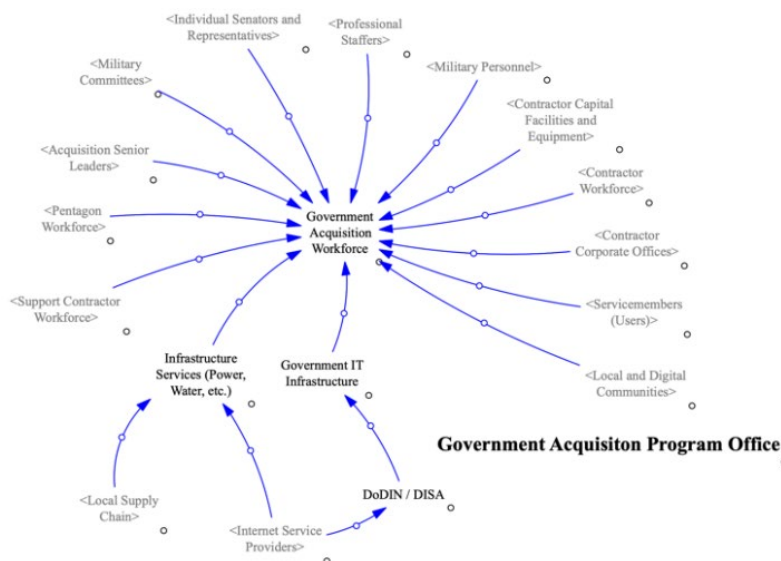 <Individual Senators and
Representatives>
<Professional
Staffers>
<Military
Committees>
<Military Personnel>
<Contractor Capital
Facilities and
Equipment>
<Acquisition Senior
Leaders>
<Contractor
Workforce>
<Pentagon
Workforce>
Government
Acquisition
Workforce
<Contractor
Corporate Offices>
<Support Contractor
Workforce>
<Servicemembers
(Users)>
Infrastructure
Services (Power,
Water, etc.)
Government IT
Infrastructure
<Local and Digital
Communities>
Government Acquisiton Program Office
<Local Supply
Chain>
DoDIN / DISA
<Internet Service
Providers>